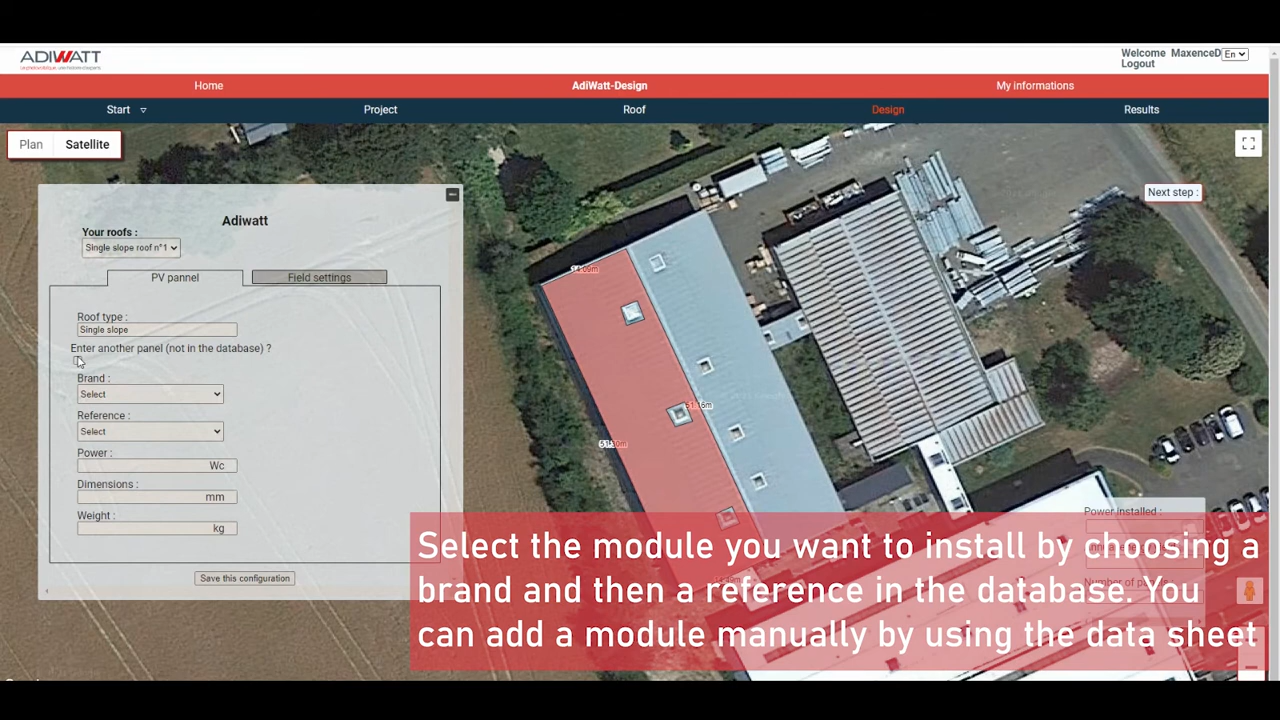 ADIWATT
Welcome MaxenceD En
Logout
Home AdiWatt-Design My informations
Start Project Roof Design Results
Plan Satellite
Next step :
Adiwatt
Your roofs :
Single slope roof n°1
PV pannel Field settings
Roof type :
Single slope
Enter another panel (not in the database) ?
Brand :
Select
Reference :
Select
Power :
Wc
Dimensions :
mm
Weight :
kg
Save this configuration
14.09m
Power installed :
Select the module you want to install by choosing a
brand and then a reference in the database. You
can add a module manually by using the data sheet